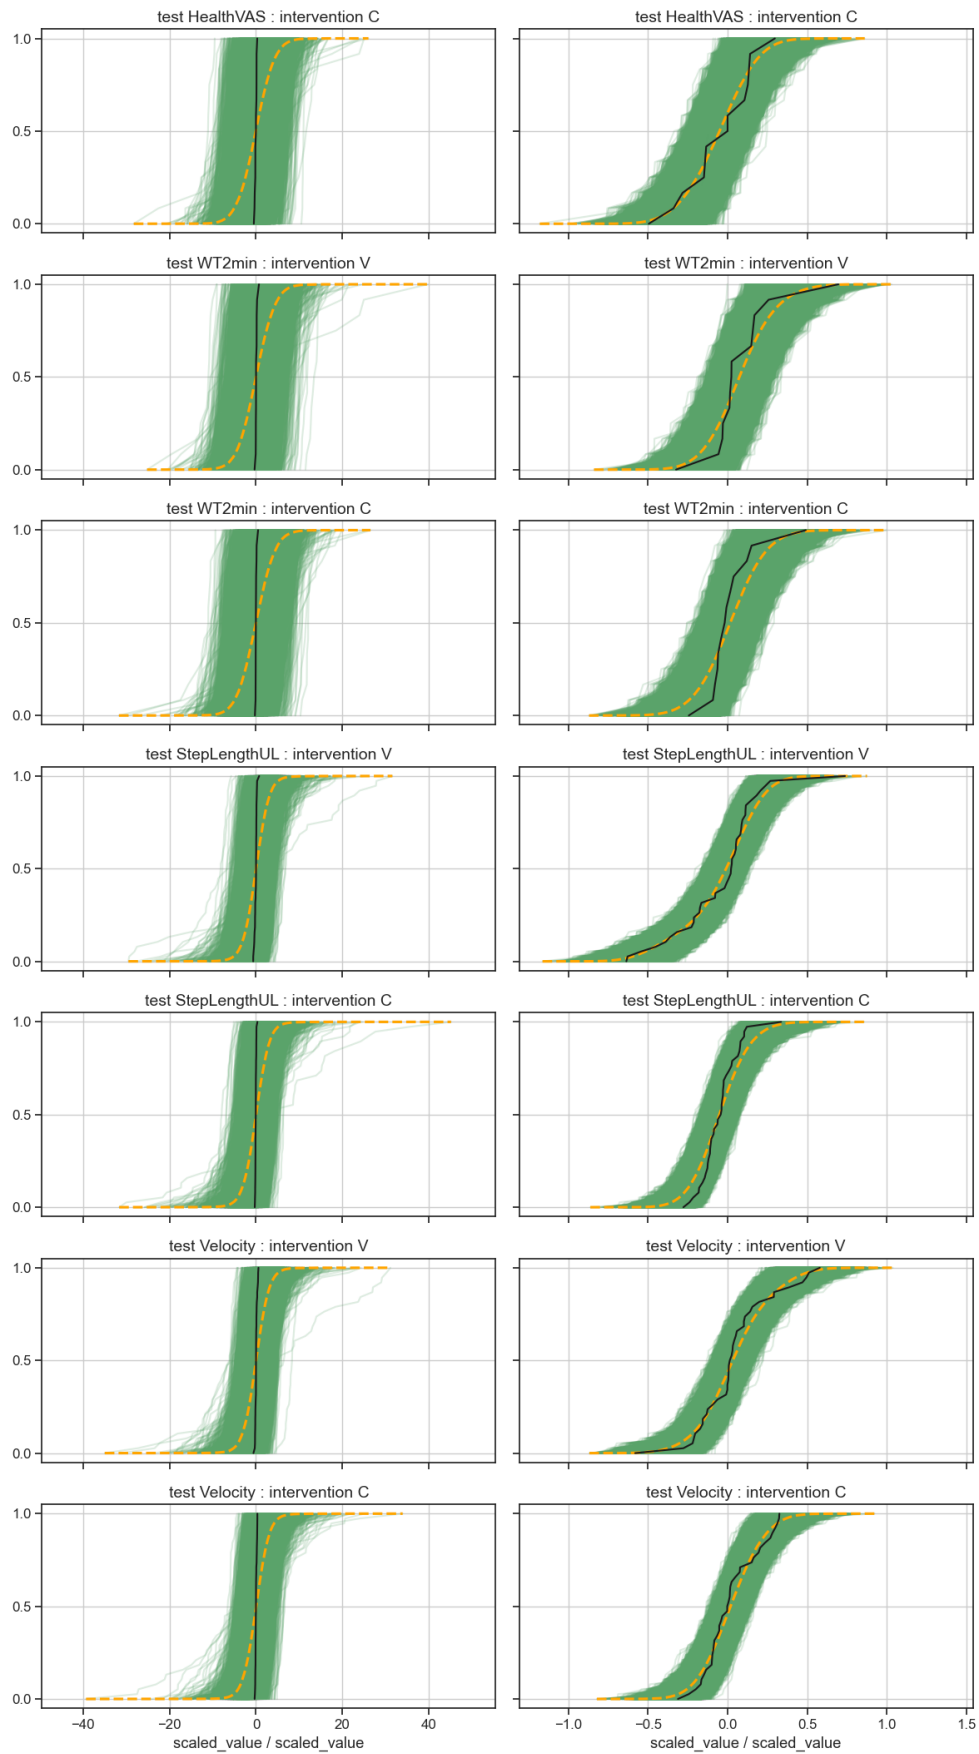 test HealthVAS : intervention C
test HealthVAS : intervention C
1.0
0.5
0.0
test WT2min : intervention V
test WT2min : intervention V
1.0
0.5
0.0
test WT2min : intervention C
test WT2min : intervention C
1.0
0.5
0.0
test StepLengthUL : intervention V
test StepLengthUL : intervention V
1.0
0.5
0.0
test StepLengthUL : intervention C
test StepLengthUL : intervention C
1.0
0.5
0.0
test Velocity : intervention V
test Velocity : intervention V
1.0
0.5
0.0
test Velocity : intervention C
test Velocity : intervention C
1.0
0.5
0.0
−40 −20 0 20 40
−1.0 −0.5 0.0 0.5 1.0 1.5
scaled_value / scaled_value
scaled_value / scaled_value